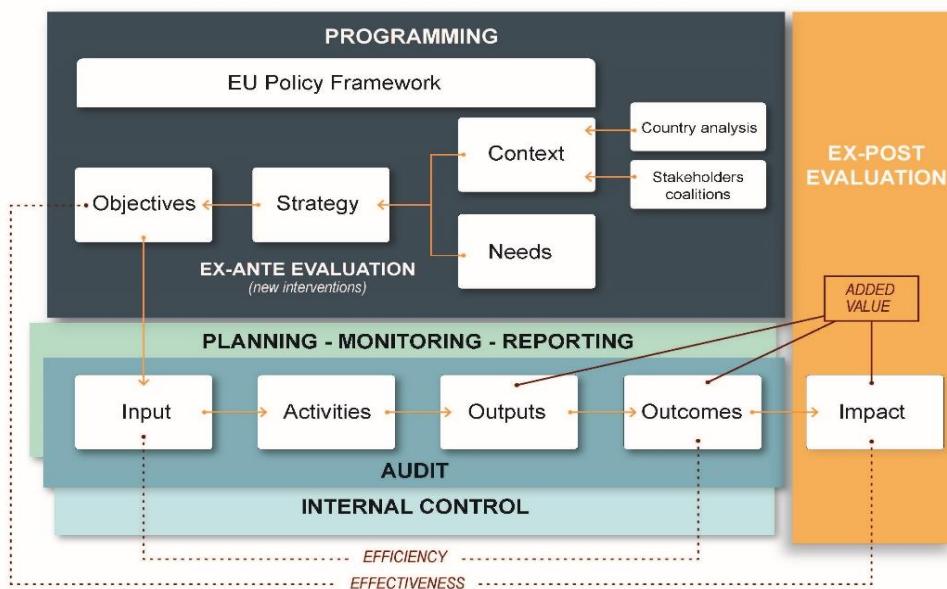 PROGRAMMING
EU Policy Framework
Context
Country analysis
Stakeholders
coalitions
EX-POST
EVALUATION
Objectives
Strategy
Needs
EX-ANTE EVALUATION
(new interventions)
ADDED
VALUE
PLANNING - MONITORING - REPORTING
Input
Activities
Outputs
Outcomes
Impact
AUDIT
INTERNAL CONTROL
EFFICIENCY
EFFECTIVENESS